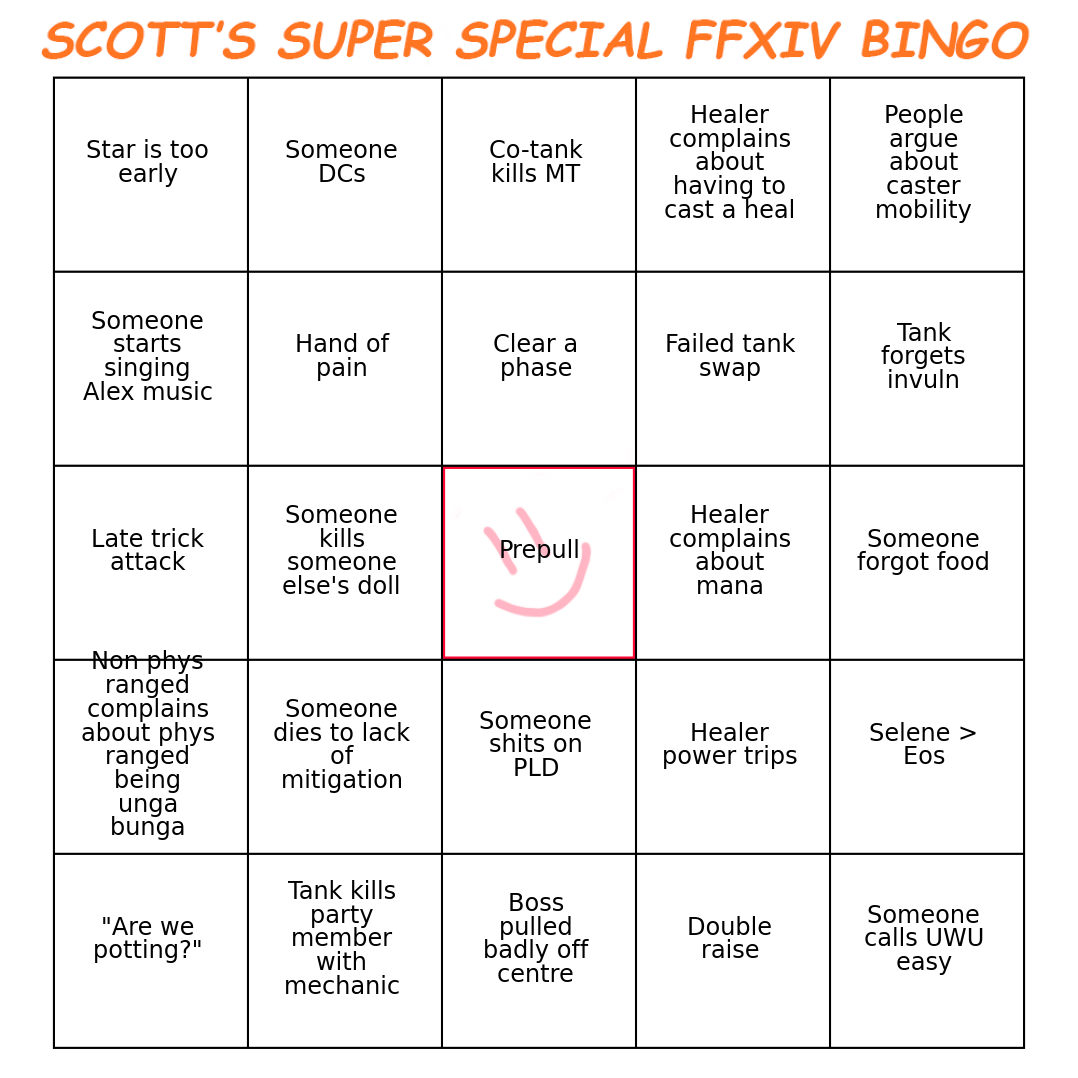 SCOTT'S SUPER SPECIAL FFXIV BINGO
Star is too
early
Someone
DCs
Co-tank
kills MT
Healer
complains
about
having to
cast a heal
People
argue
about
caster
mobility
Someone
starts
singing
Alex music
Hand of
pain
Clear a
phase
Failed tank
swap
Tank
forgets
invuln
Late trick
attack
Someone
kills
someone
else's doll
Prepull
Healer
complains
about
mana
Someone
forgot food
Non phys
ranged
complains
about phys
ranged
being
unga
bunga
Someone
dies to lack
of
mitigation
Someone
shits on
PLD
Healer
power trips
Selene >
Eos
"Are we
potting?"
Tank kills
party
member
with
mechanic
Boss
pulled
badly off
centre
Double
raise
Someone
calls UWU
easy